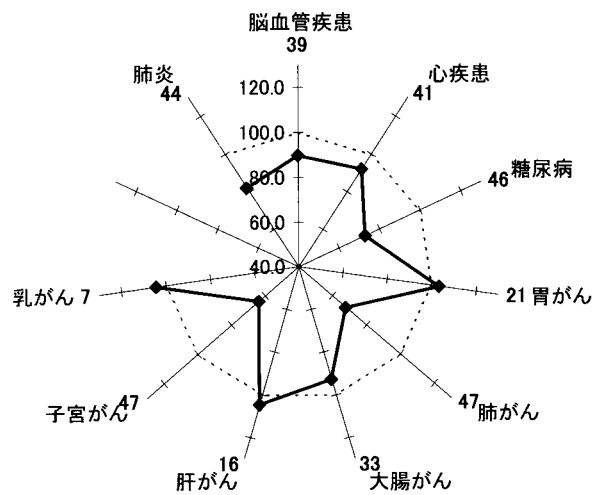 脳血管疾患
39
肺炎
44
心疾患
41
120.0
100.0
80.0
60.0
40.0
糖尿病
46
乳がん 7
21 胃がん
子宮がん
47
47 肺がん
16
肝がん
33
大腸がん